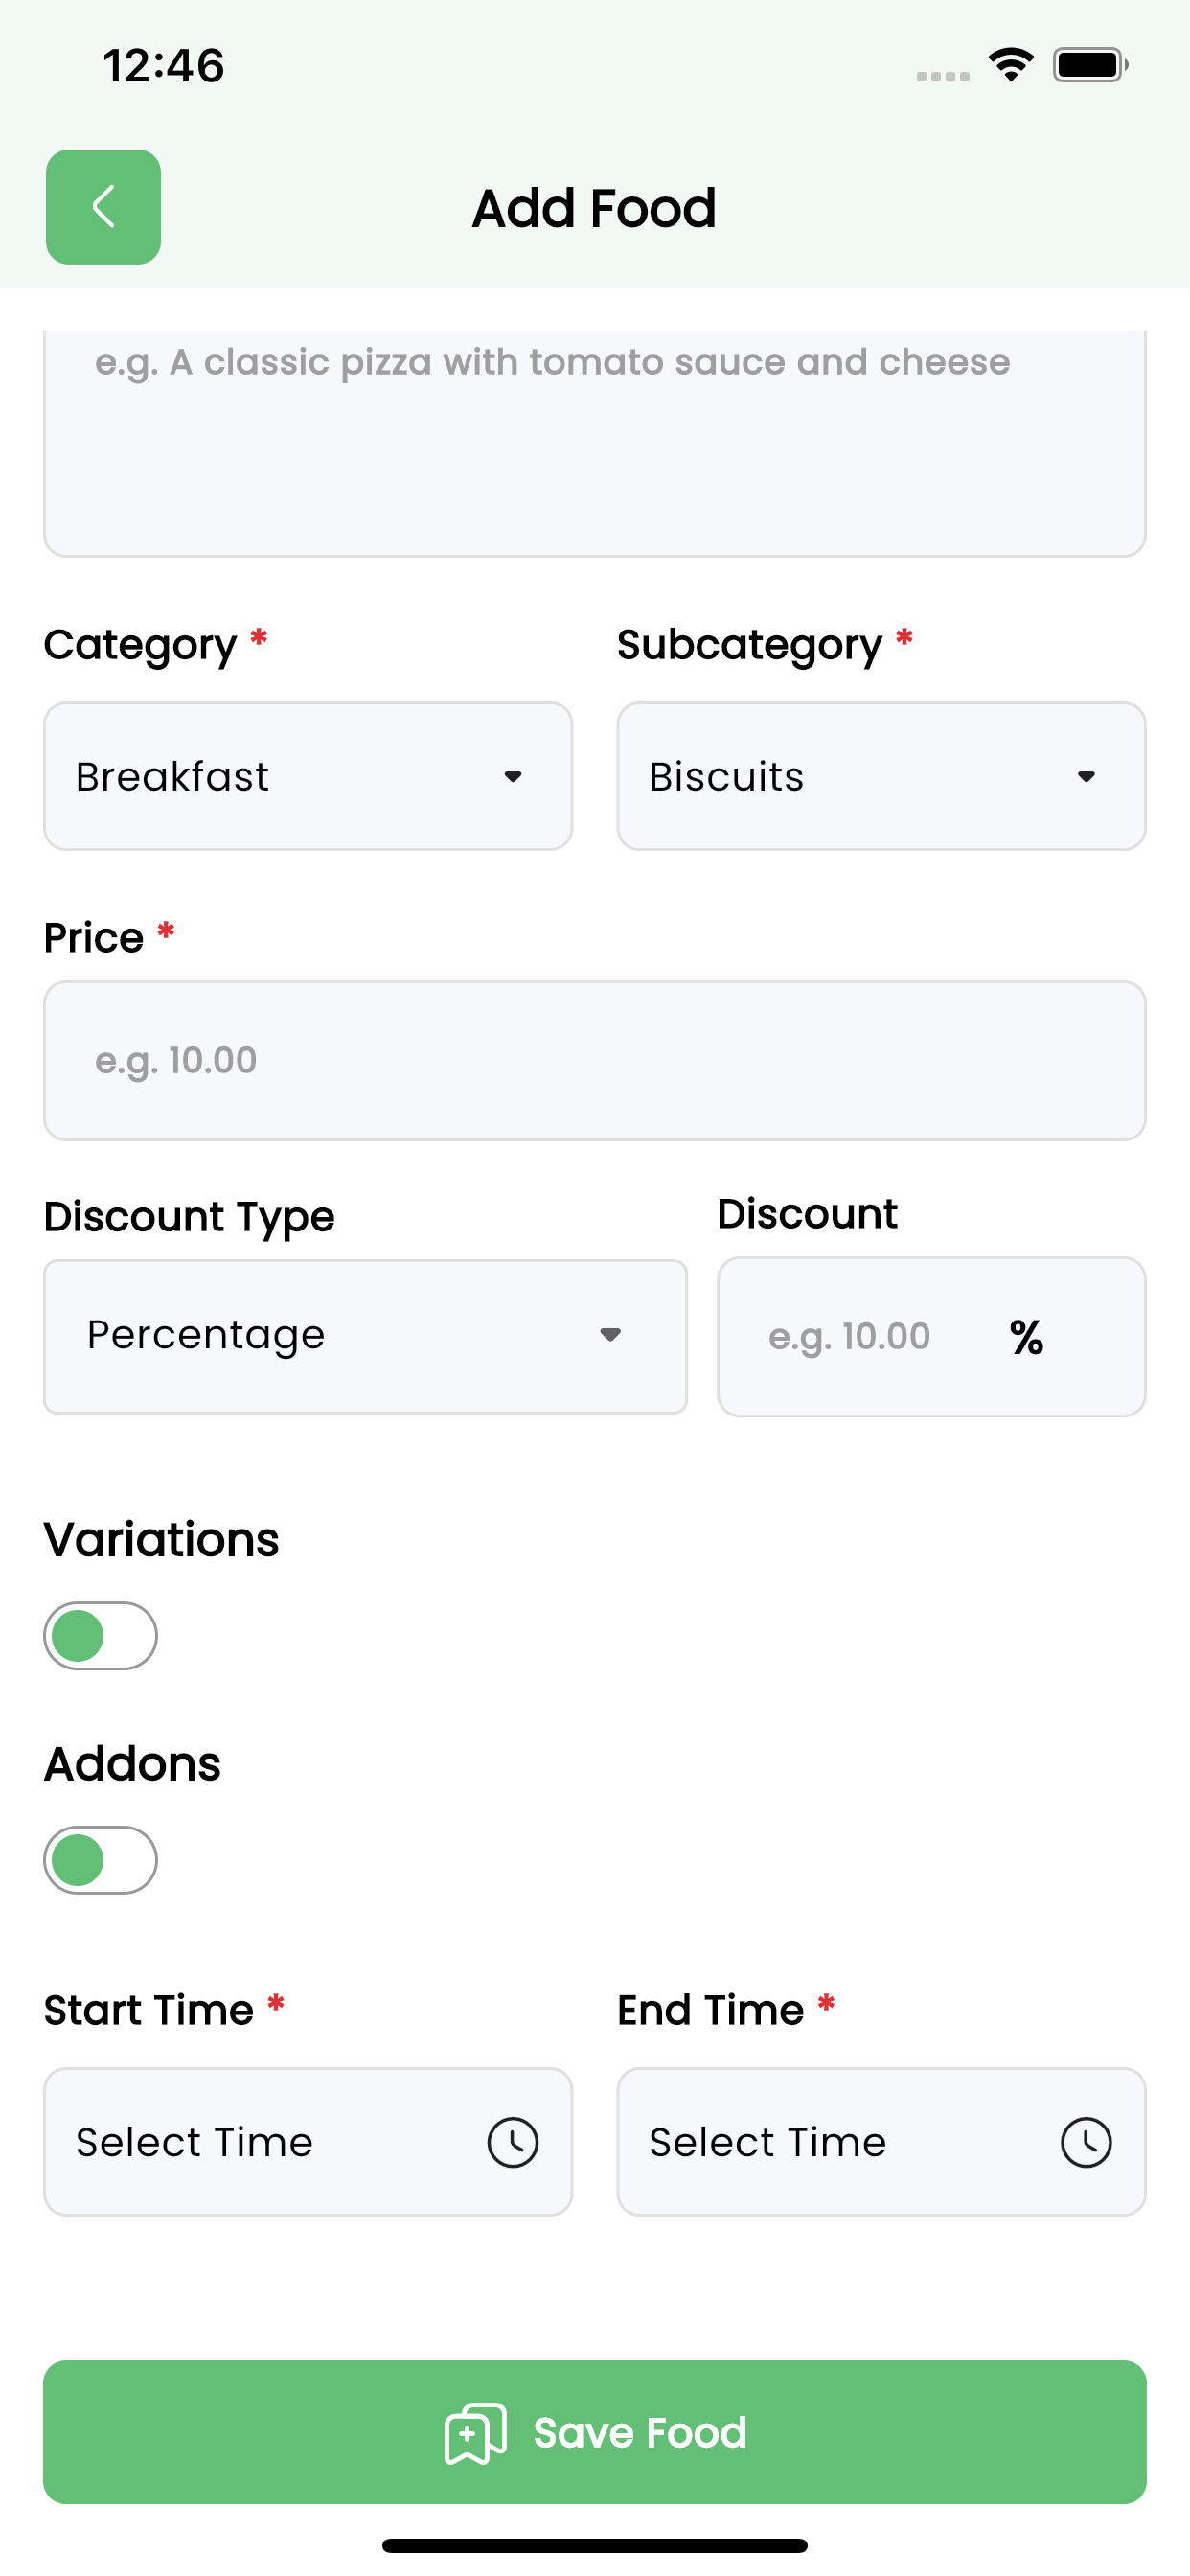 12:46
Add Food
e.g. A classic pizza with tomato sauce and cheese
Category * Subcategory *
Breakfast Biscuits
Price *
e.g. 10.00
Discount Type Discount
Percentage e.g. 10.00 %
Variations
Addons
Start Time * End Time *
Select Time Select Time
Save Food